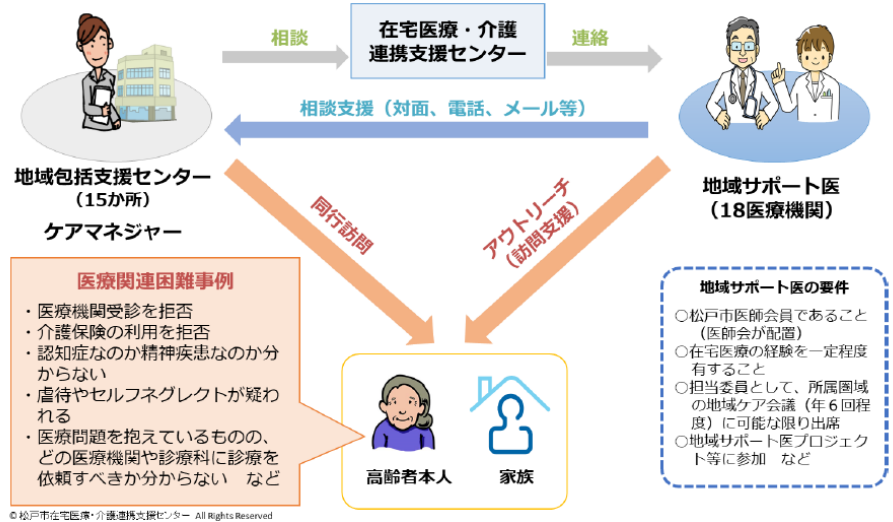 相談
在宅医療・介護
連携支援センター
連絡
相談支援（対面、電話、メール等）
地域包括支援センター
（15か所）
ケアマネジャー
地域サポート医
（18医療機関）
同行訪問
アウトリーチ
（訪問支援）
医療関連困難事例
・医療機関受診を拒否
・介護保険の利用を拒否
・認知症なのか精神疾患なのか分
からない
・虐待やセルフネグレクトが疑わ
れる
・医療問題を抱えているものの、
どの医療機関や診療科に診療を
依頼すべきか分からない　など
高齢者本人
家族
地域サポート医の要件
○松戸市医師会員であること
（医師会が配置）
○在宅医療の経験を一定程度
有すること
○担当委員として、所属圏域
の地域ケア会議（年６回程
度）に可能な限り出席
○地域サポート医プロジェク
ト等に参加　など
© 松戸市在宅医療・介護連携支援センター All Rights Reserved